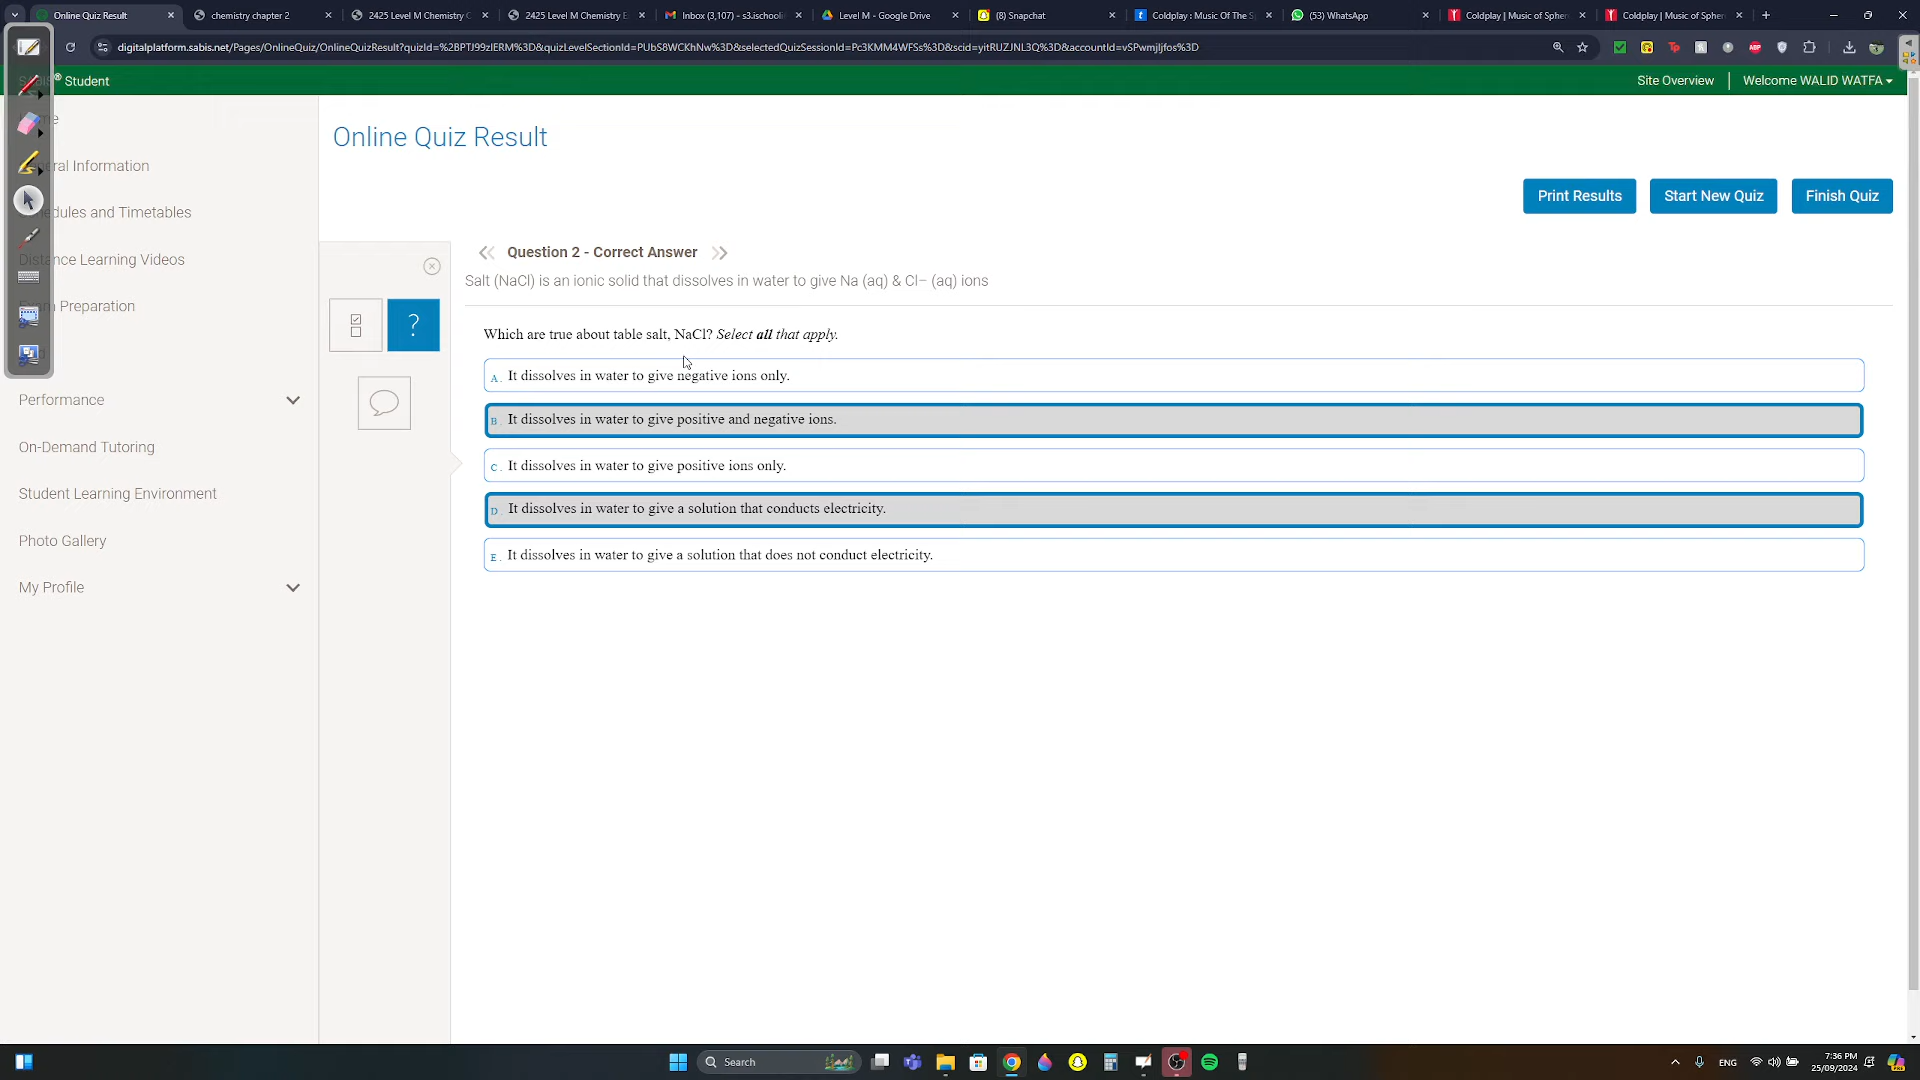 Online Quiz Result
chemistry chapter 2
2425 Level M Chemistry
2425 Level M Chemistry
Inbox (3,107) - s3.ischooli
Level M - Google Drive
(8) Snapchat
Coldplay : Music Of The S
(53) WhatsApp
Coldplay | Music of Spher
Coldplay | Music of Spher
digitalplatform.sabis.net/Pages/OnlineQuiz/OnlineQuizResult?quizId=%2BPTJ99zIERM%3D&quizLevelSectionId=PUbS8WCKhNw%3D&selectedQuizSessionId=Pc3KMM4WFSs%3D&scid=yitRUZJNL3Q%3D&accountId=vSPwmjIjfos%3D
® Student
Site Overview
Welcome WALID WATFA
me
eral Information
edules and Timetables
Distance Learning Videos
Exam Preparation
Performance
On-Demand Tutoring
Student Learning Environment
Photo Gallery
My Profile
Online Quiz Result
Print Results
Start New Quiz
Finish Quiz
Question 2 - Correct Answer
Salt (NaCl) is an ionic solid that dissolves in water to give Na (aq) & Cl− (aq) ions
?
Which are true about table salt, NaCl? Select all that apply.
A. It dissolves in water to give negative ions only.
B. It dissolves in water to give positive and negative ions.
C. It dissolves in water to give positive ions only.
D. It dissolves in water to give a solution that conducts electricity.
E. It dissolves in water to give a solution that does not conduct electricity.
Search
ENG
7:36 PM
25/09/2024